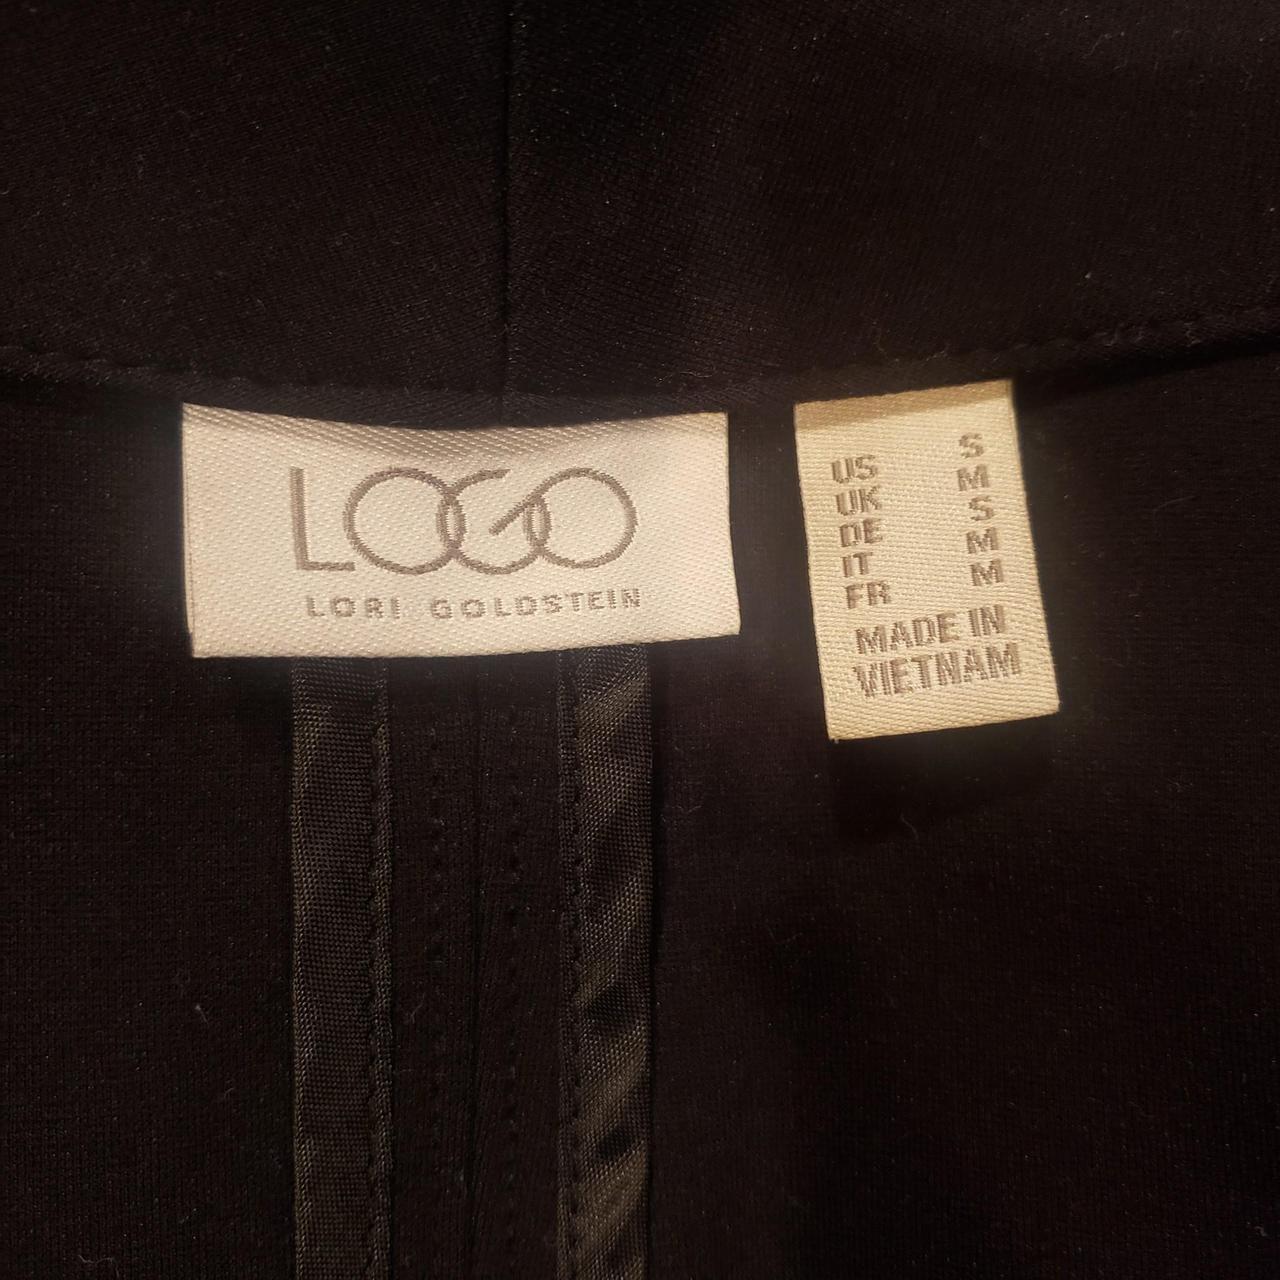 LOGO
LORI GOLDSTEIN
US S
UK M
DE S
IT M
FR M
MADE IN
VIETNAM